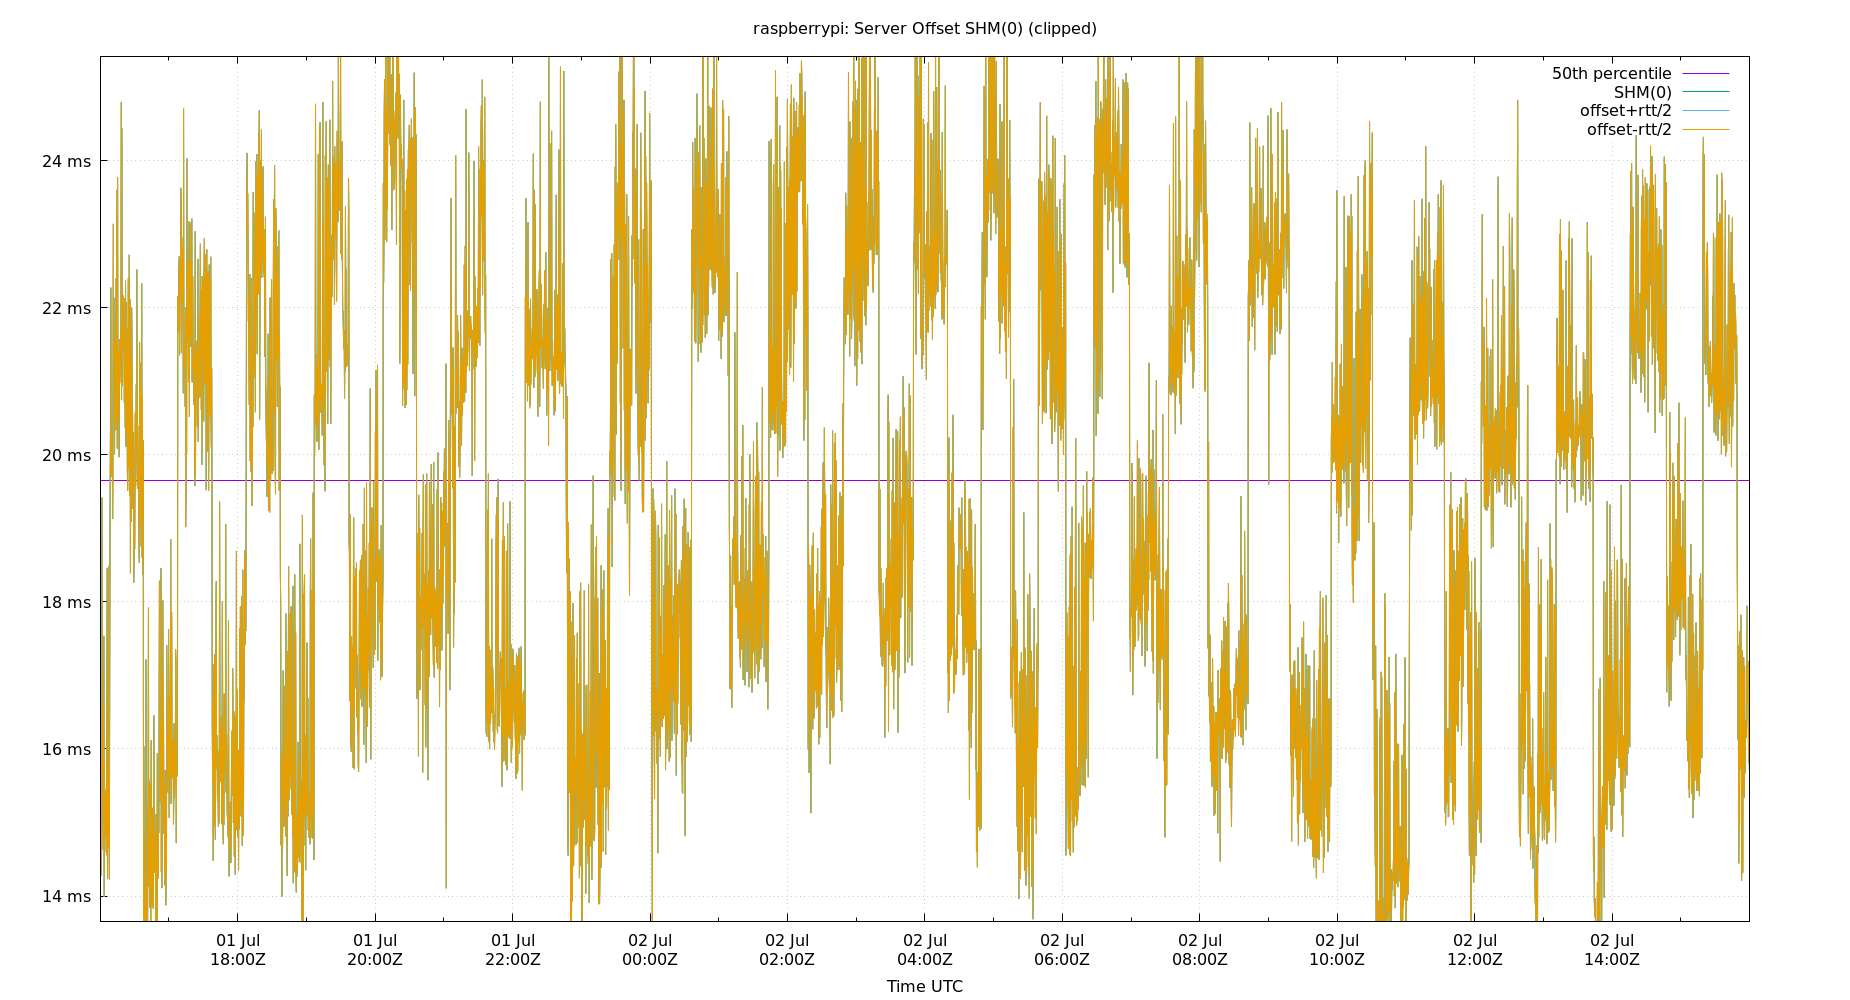 raspberrypi: Server Offset SHM(0) (clipped)
50th percentile
SHM(0)
offset+rtt/2
offset-rtt/2
24 ms
22 ms
20 ms
18 ms
16 ms
14 ms
01 Jul 01 Jul 01 Jul 02 Jul 02 Jul 02 Jul 02 Jul 02 Jul 02 Jul 02 Jul 02 Jul
18:00Z 20:00Z 22:00Z 00:00Z 02:00Z 04:00Z 06:00Z 08:00Z 10:00Z 12:00Z 14:00Z
Time UTC